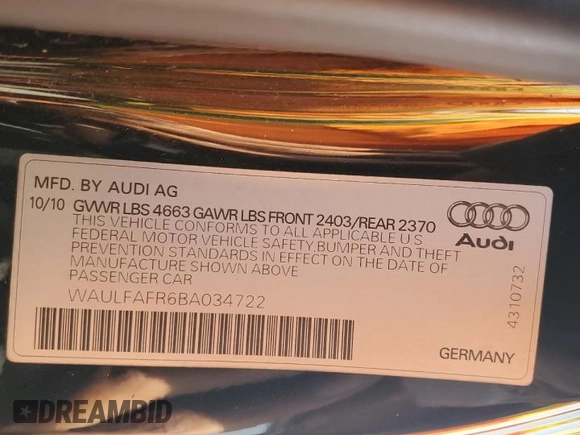 MFD. BY AUDI AG
10/10 GVWR LBS 4663 GAWR LBS FRONT 2403/REAR 2370
THIS VEHICLE CONFORMS TO ALL APPLICABLE U.S.
FEDERAL MOTOR VEHICLE SAFETY BUMPER AND THEFT
PREVENTION STANDARDS IN EFFECT ON THE DATE OF
MANUFACTURE SHOWN ABOVE
PASSENGER CAR
WAULFAFR6BA034722
Audi
4310732
GERMANY
DREAMBID